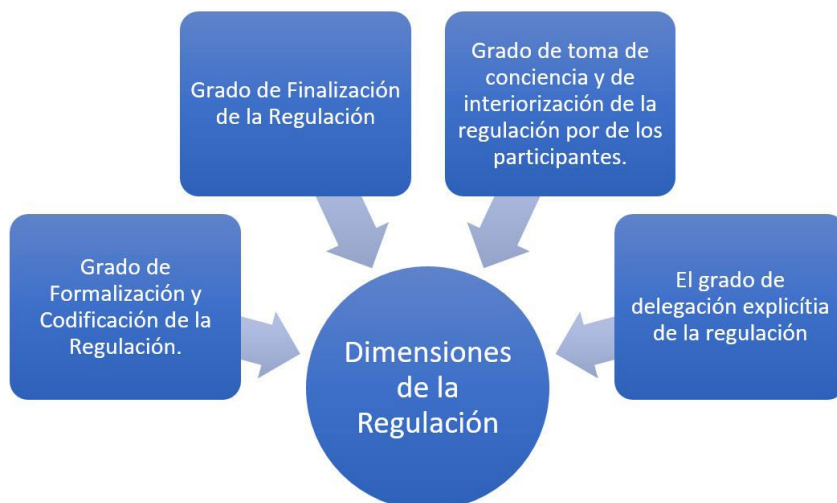 Grado de Finalización
de la Regulación
Grado de toma de
conciencia y de
interiorización de la
regulación por de los
participantes.
Grado de
Formalización y
Codificación de la
Regulación.
El grado de
delegación explicítia
de la regulación
Dimensiones
de la
Regulación